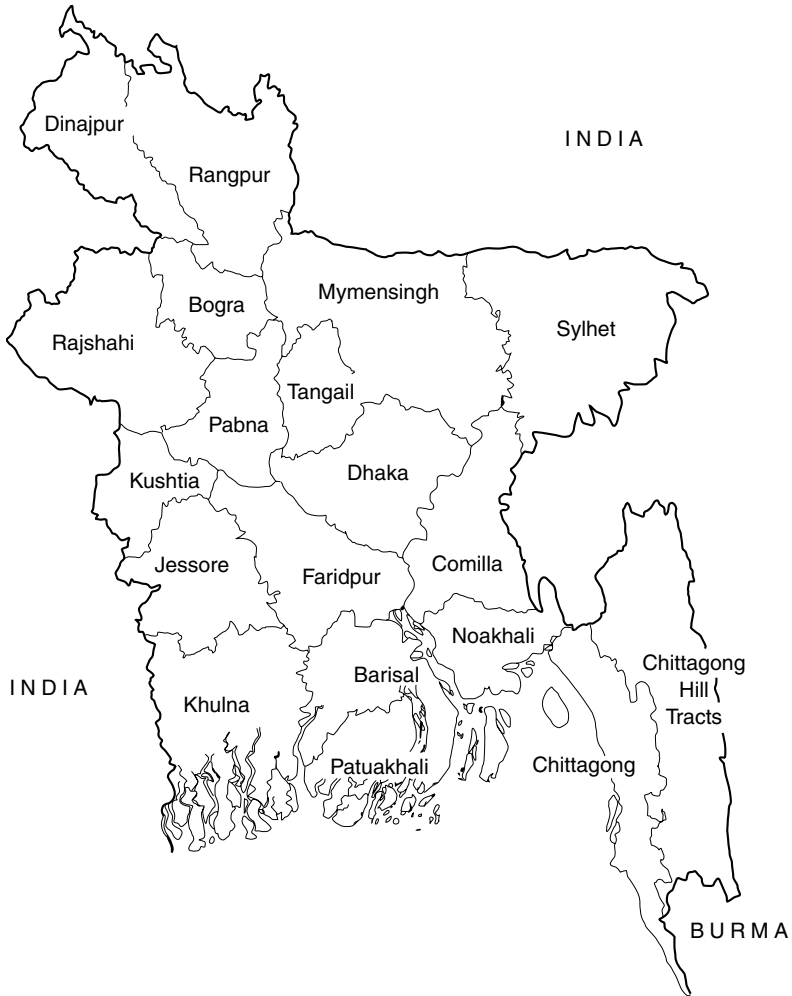 Dinajpur
INDIA
Rangpur
Mymensingh
Bogra
Sylhet
Rajshahi
Tangail
Pabna
Dhaka
Kushtia
Comilla
Jessore
Faridpur
Noakhali
Chittagong
Hill
Tracts
Barisal
INDIA
Khulna
Patuakhali
Chittagong
BURMA